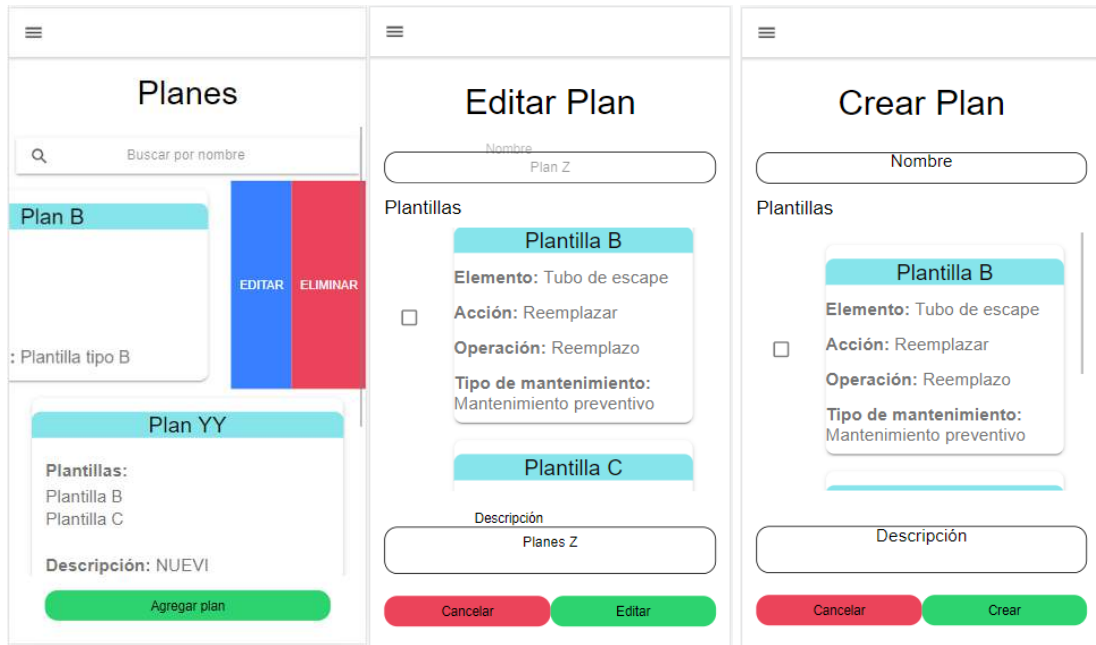 Planes
Buscar por nombre
Plan B
EDITAR
ELIMINAR
: Plantilla tipo B
Plan YY
Plantillas:
Plantilla B
Plantilla C
Descripción: NUEVI
Agregar plan
Editar Plan
Nombre
Plan Z
Plantillas
Plantilla B
Elemento: Tubo de escape
Acción: Reemplazar
Operación: Reemplazo
Tipo de mantenimiento:
Mantenimiento preventivo
Plantilla C
Descripción
Planes Z
Cancelar
Editar
Crear Plan
Nombre
Plantillas
Plantilla B
Elemento: Tubo de escape
Acción: Reemplazar
Operación: Reemplazo
Tipo de mantenimiento:
Mantenimiento preventivo
Descripción
Cancelar
Crear